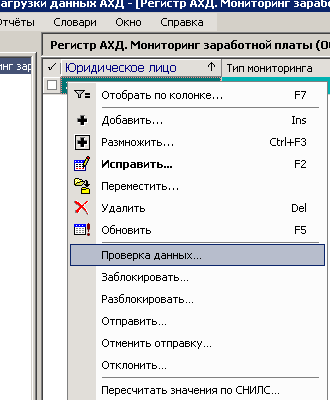 агрузки данных АХД - [Регистр АХД. Мониторинг зарабо
Отчёты Словари Окно Справка
Регистр АХД. Мониторинг заработной платы (D
нг зар
✓ Юридическое лицо ↑ Тип мониторинга
Отобрать по колонке... F7
Добавить... Ins
Размножить... Ctrl+F3
Исправить... F2
Переместить...
Удалить Del
Обновить F5
Проверка данных...
Заблокировать...
Разблокировать...
Отправить...
Отменить отправку...
Отклонить...
Пересчитать значения по СНИЛС...